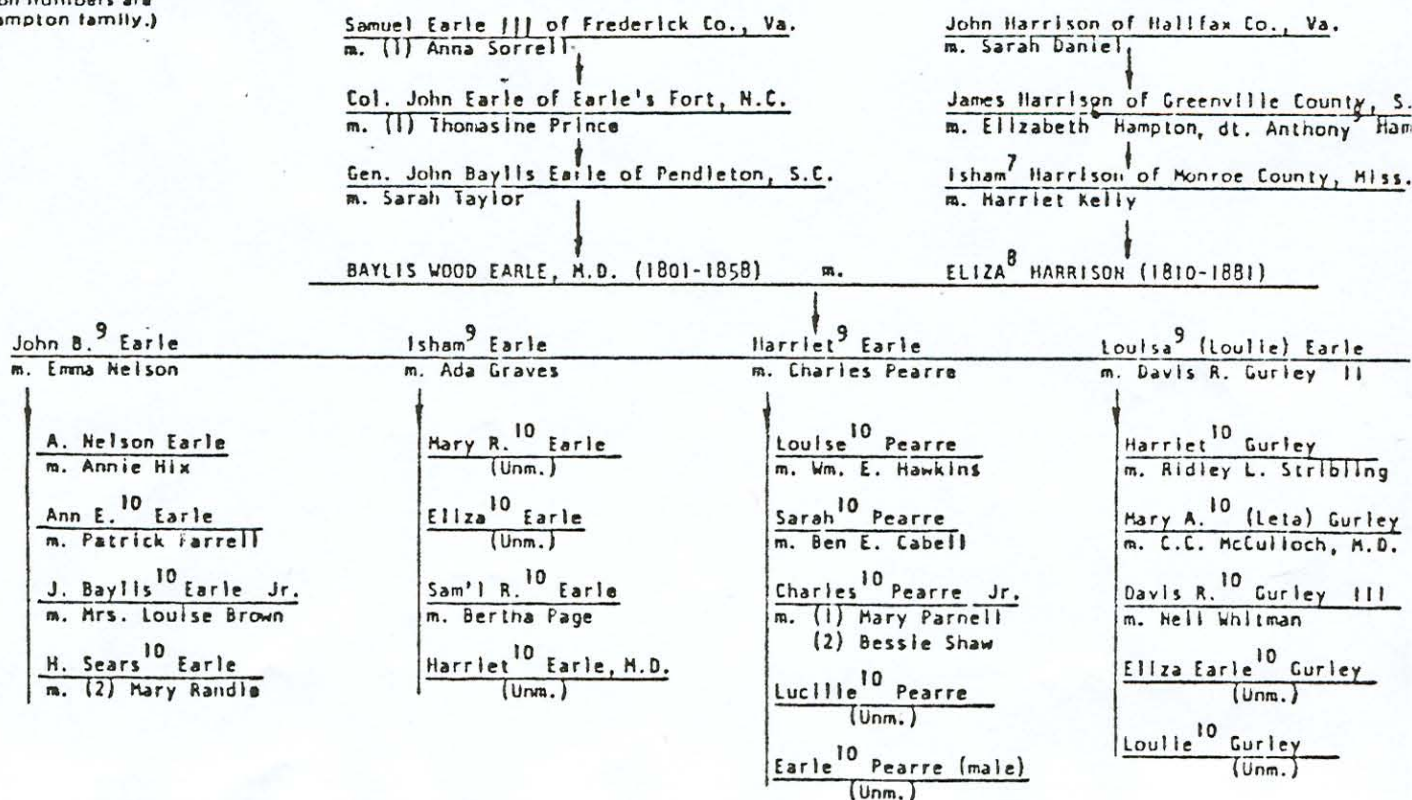 on numbers are
ampton family.)
Samuel Earle III of Frederick Co., Va.
m. (1) Anna Sorrell
Col. John Earle of Earle's Fort, N.C.
m. (1) Thomasine Prince
Gen. John Baylis Earle of Pendleton, S.C.
m. Sarah Taylor
John Harrison of Halifax Co., Va.
m. Sarah Daniel
James Harrison of Greenville County, S.
m. Elizabeth Hampton, dt. Anthony Ham
Isham⁷ Harrison of Monroe County, Miss.
m. Harriet Kelly
BAYLIS WOOD EARLE, M.D. (1801-1858) m. ELIZA⁸ HARRISON (1810-1881)
John B.⁹ Earle
m. Emma Nelson
A. Nelson Earle
m. Annie Hix
Ann E.¹⁰ Earle
m. Patrick Farrell
J. Baylis¹⁰ Earle Jr.
m. Mrs. Louise Brown
H. Sears¹⁰ Earle
m. (2) Mary Randle
Isham⁹ Earle
m. Ada Graves
Mary R.¹⁰ Earle
(Unm.)
Eliza¹⁰ Earle
(Unm.)
Sam'l R.¹⁰ Earle
m. Bertha Page
Harriet¹⁰ Earle, M.D.
(Unm.)
Harriet⁹ Earle
m. Charles Pearre
Louise¹⁰ Pearre
m. Wm. E. Hawkins
Sarah¹⁰ Pearre
m. Ben E. Cabell
Charles¹⁰ Pearre Jr.
m. (1) Mary Parnell
(2) Bessie Shaw
Lucille¹⁰ Pearre
(Unm.)
Earle¹⁰ Pearre (male)
(Unm.)
Louisa⁹ (Loulie) Earle
m. Davis R. Gurley II
Harriet¹⁰ Gurley
m. Ridley L. Stribling
Mary A.¹⁰ (Leta) Gurley
m. C.C. McCulloch, M.D.
Davis R.¹⁰ Gurley III
m. Nell Whitman
Eliza Earle¹⁰ Gurley
(Unm.)
Loulie¹⁰ Gurley
(Unm.)